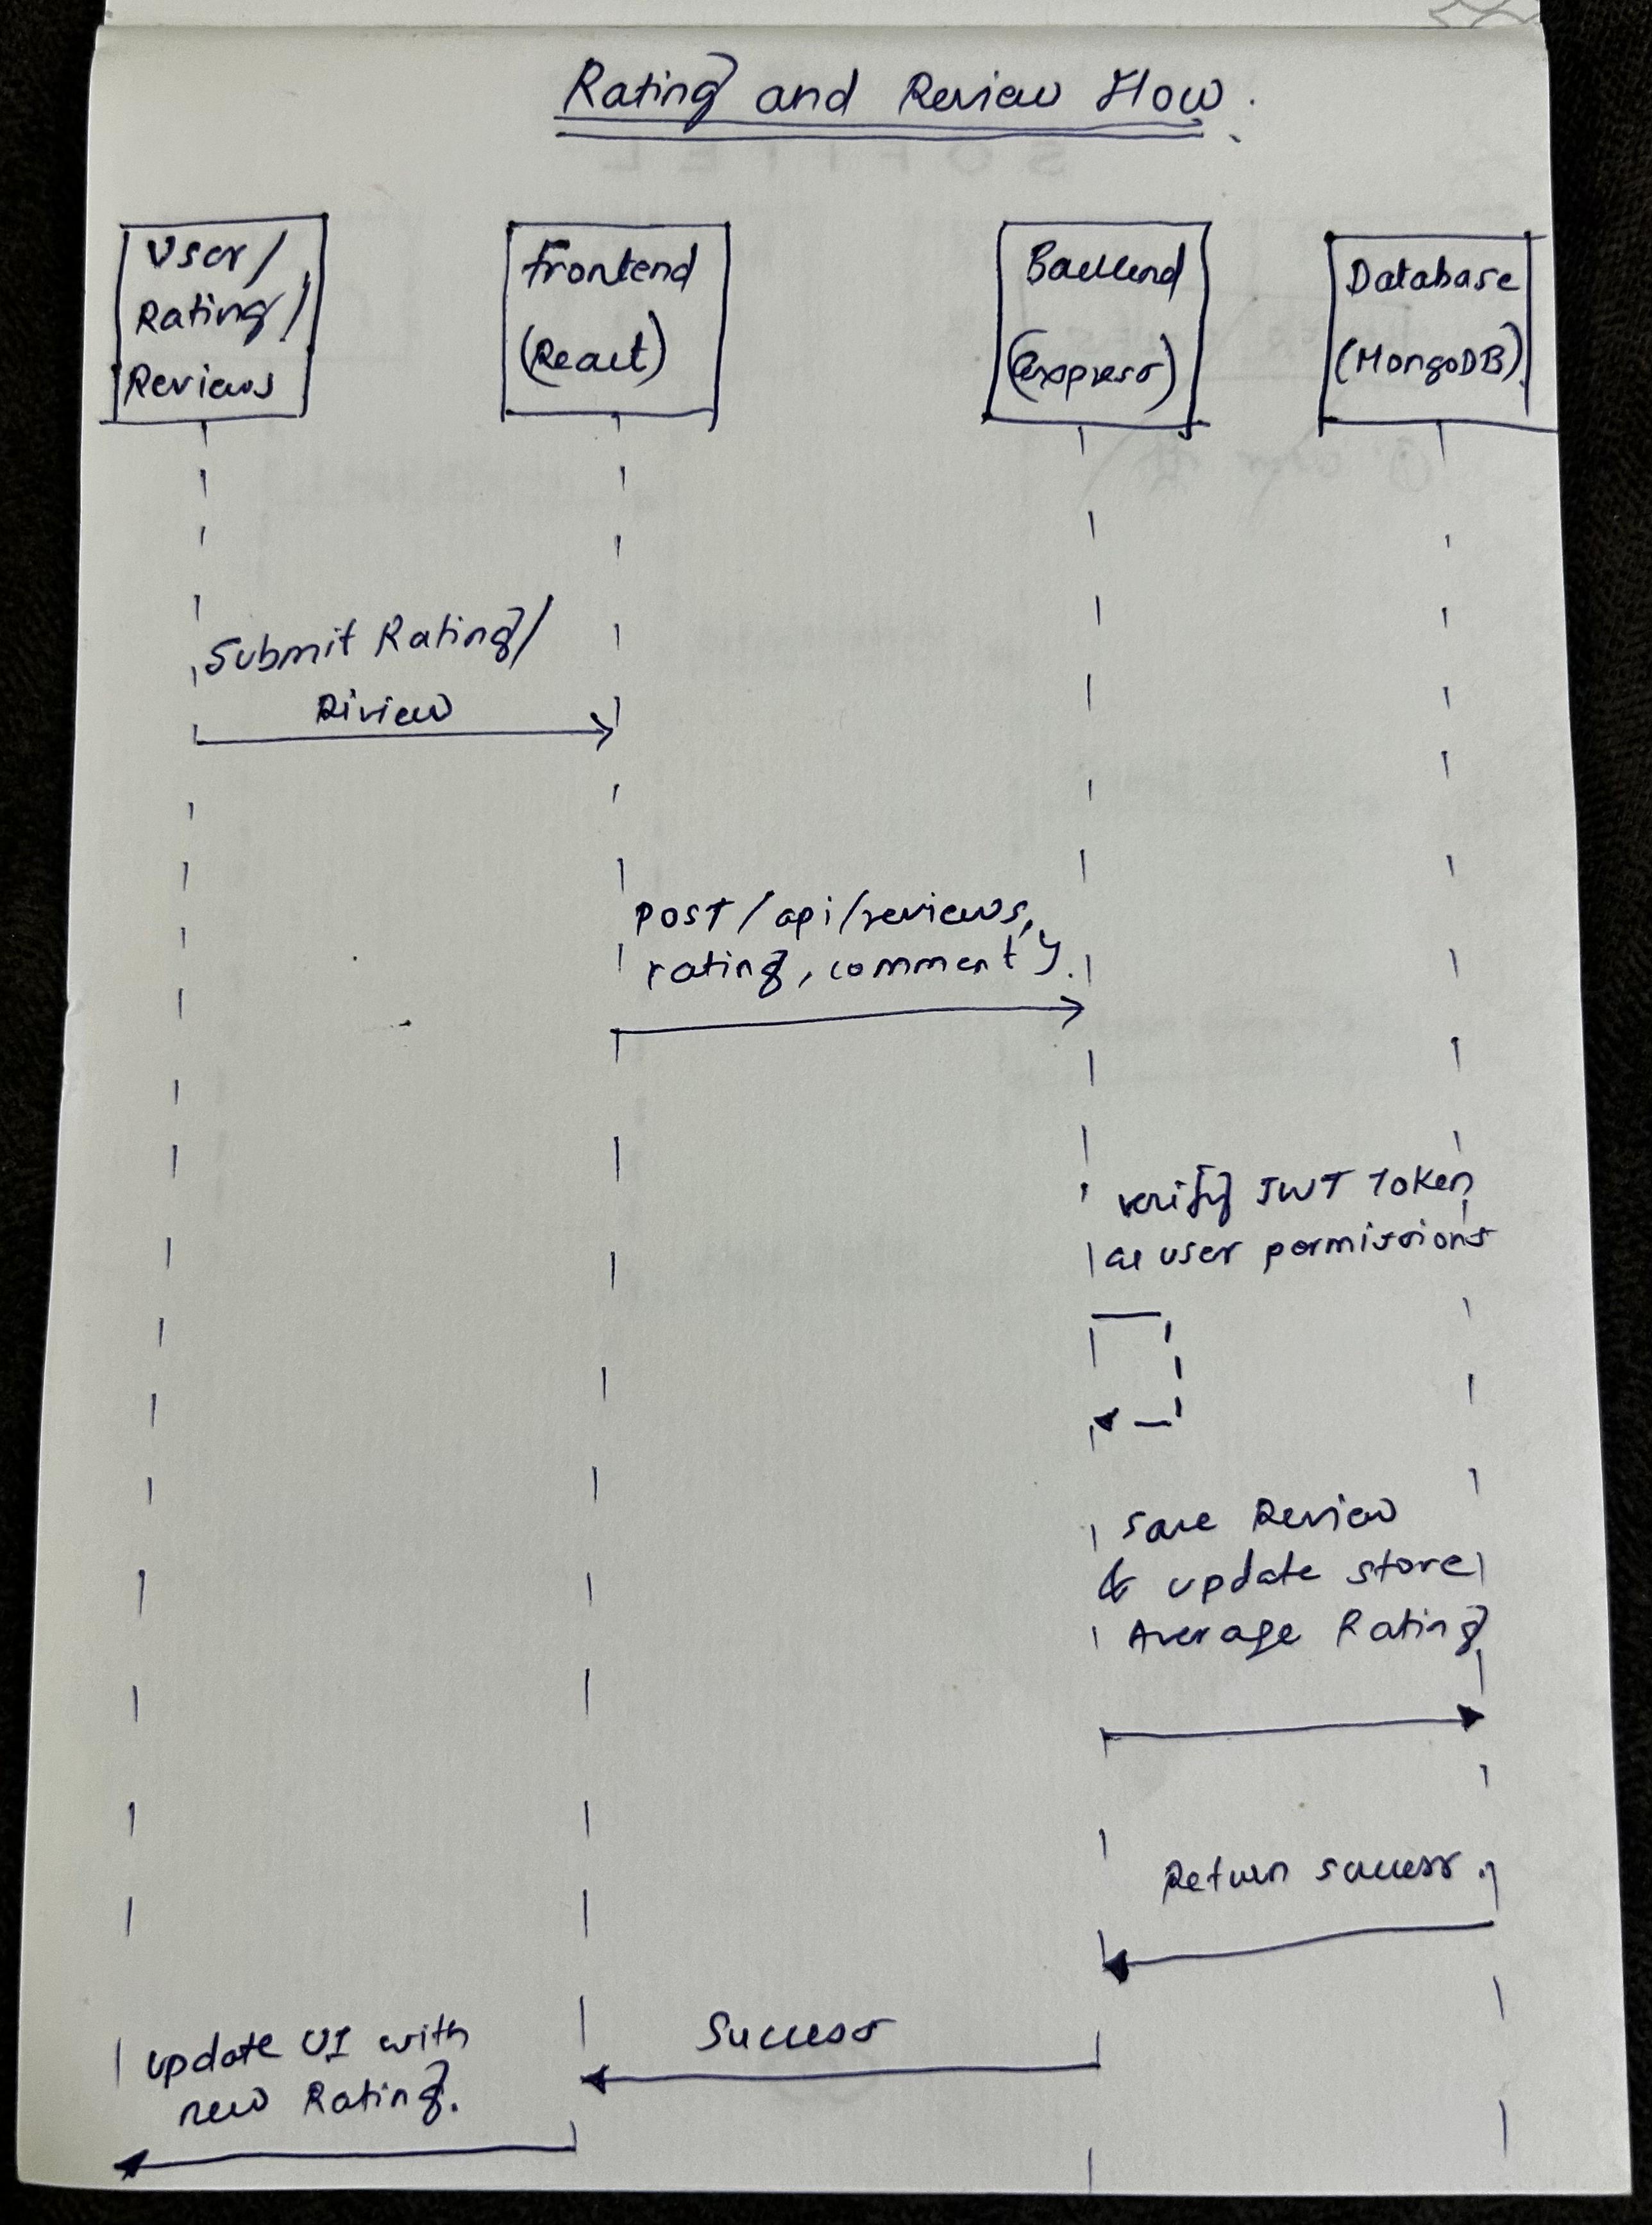 Rating and Review Flow.
User/
Rating/
Reviews
Frontend
(React)
Backend
(express)
Database
(MongoDB)
Submit Rating/
Riview
POST/api/reviews,
rating, comment}.
verify JWT Token
user permissions
save Review
& update store
Average Rating
Return success.
Success
update UI with
new Rating.